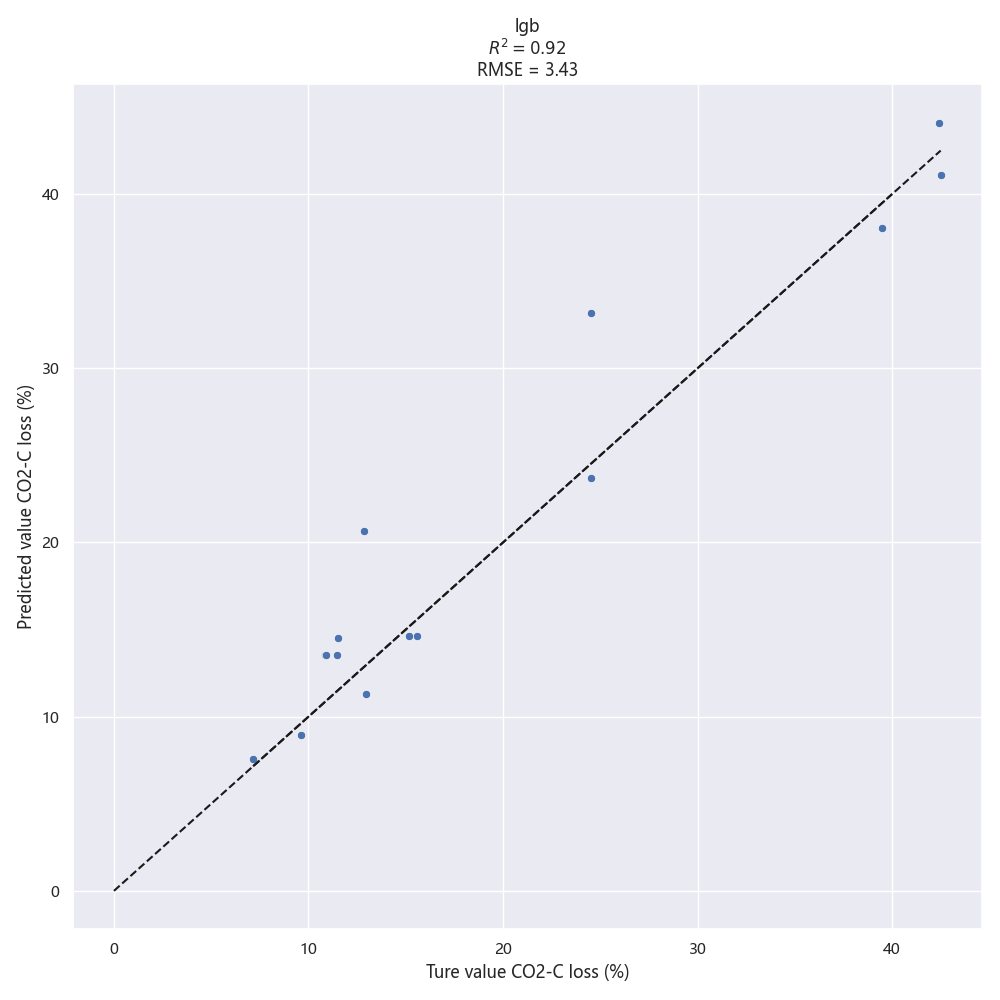 lgb
R² = 0.92
RMSE = 3.43
Predicted value CO2-C loss (%)
40
30
20
10
0
0 10 20 30 40
Ture value CO2-C loss (%)